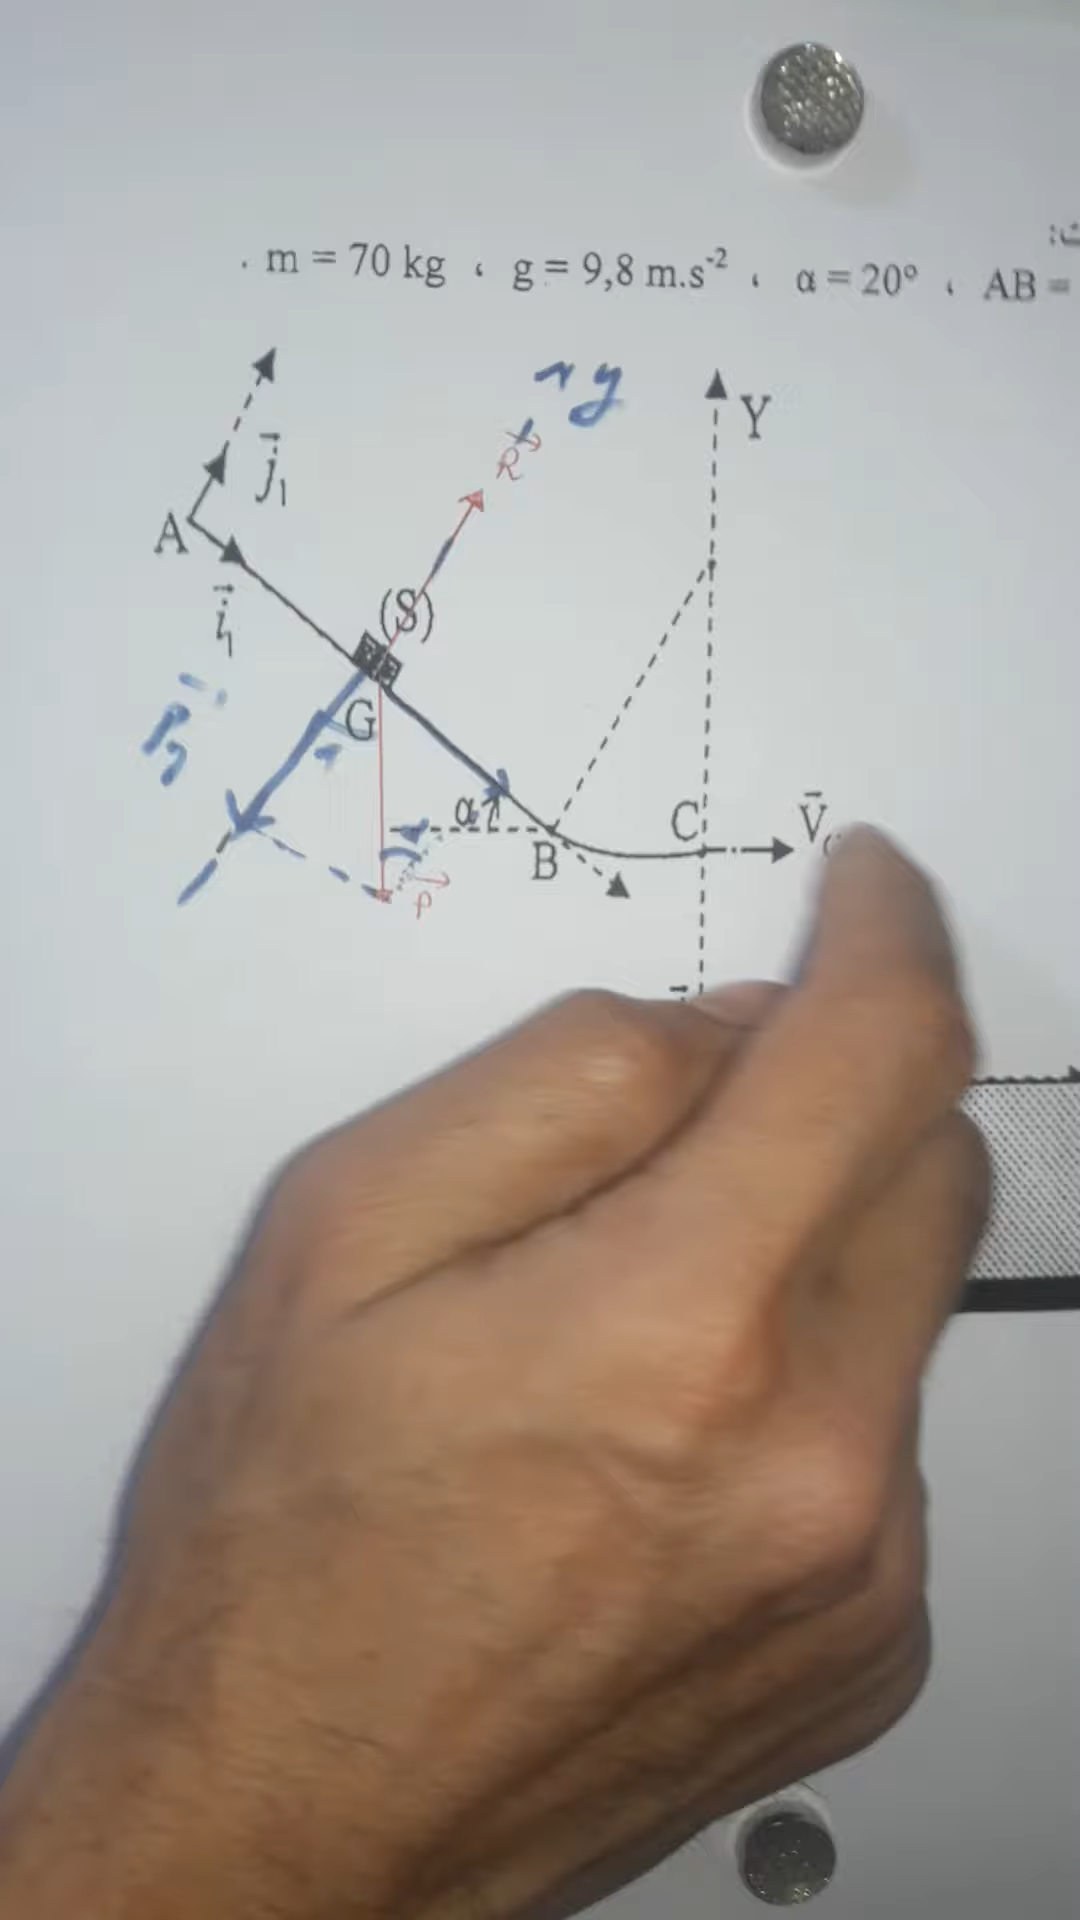 . m = 70 kg ، g = 9,8 m.s⁻² ، α = 20° ، AB =
y
Y
R
j₁
A
(S)
i₁
G
P y
α
C
V
B
P